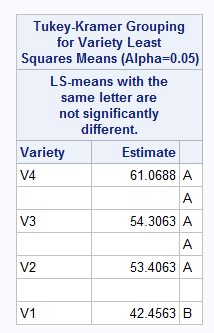 Tukey-Kramer Grouping
for Variety Least
Squares Means (Alpha=0.05)
LS-means with the
same letter are
not significantly
different.
Variety Estimate
V4 61.0688 A
A
V3 54.3063 A
A
V2 53.4063 A
V1 42.4563 B